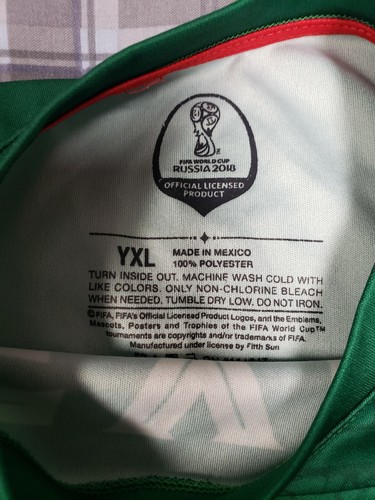 FIFA WORLD CUP
RUSSIA 2018
OFFICIAL LICENSED
PRODUCT
YXL
MADE IN MEXICO
100% POLYESTER
TURN INSIDE OUT. MACHINE WASH COLD WITH
LIKE COLORS. ONLY NON-CHLORINE BLEACH
WHEN NEEDED. TUMBLE DRY LOW. DO NOT IRON.
©FIFA, FIFA's Official Licensed Product Logos, and the Emblems,
Mascots, Posters and Trophies of the FIFA World Cup™
tournaments are copyrights and/or trademarks of FIFA.
Manufactured under license by Fifth Sun